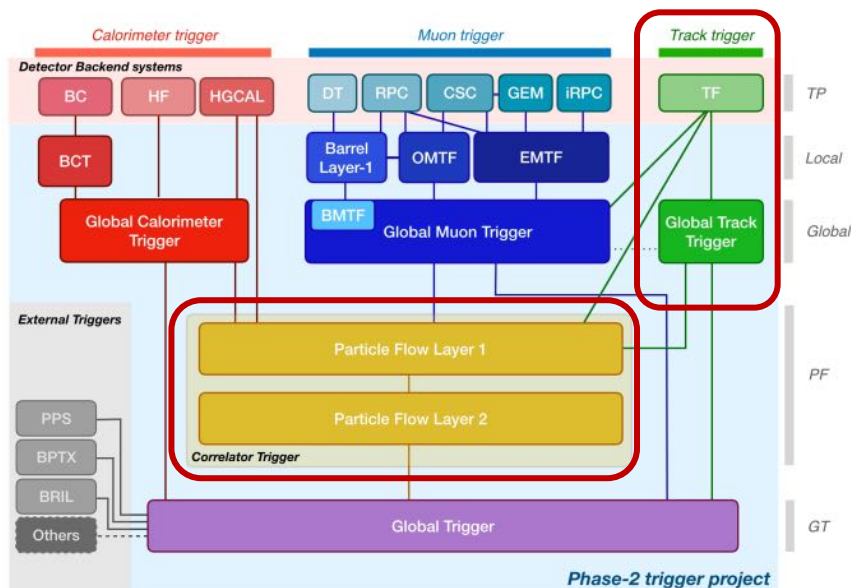 Calorimeter trigger
Muon trigger
Track trigger
Detector Backend systems
BC
HF
HGCAL
DT
RPC
CSC
GEM
iRPC
TF
TP
BCT
Barrel
Layer-1
OMTF
EMTF
Local
Global Calorimeter
Trigger
BMTF
Global Muon Trigger
Global Track
Trigger
Global
External Triggers
Particle Flow Layer 1
PF
Particle Flow Layer 2
Correlator Trigger
PPS
BPTX
BRIL
Others
Global Trigger
GT
Phase-2 trigger project